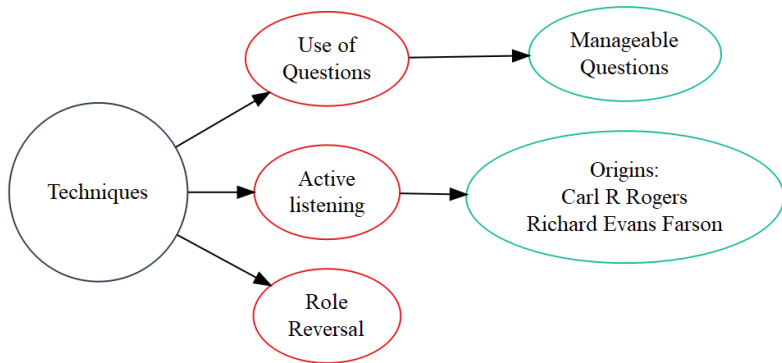 Techniques
Use of
Questions
Manageable
Questions
Active
listening
Origins:
Carl R Rogers
Richard Evans Farson
Role
Reversal